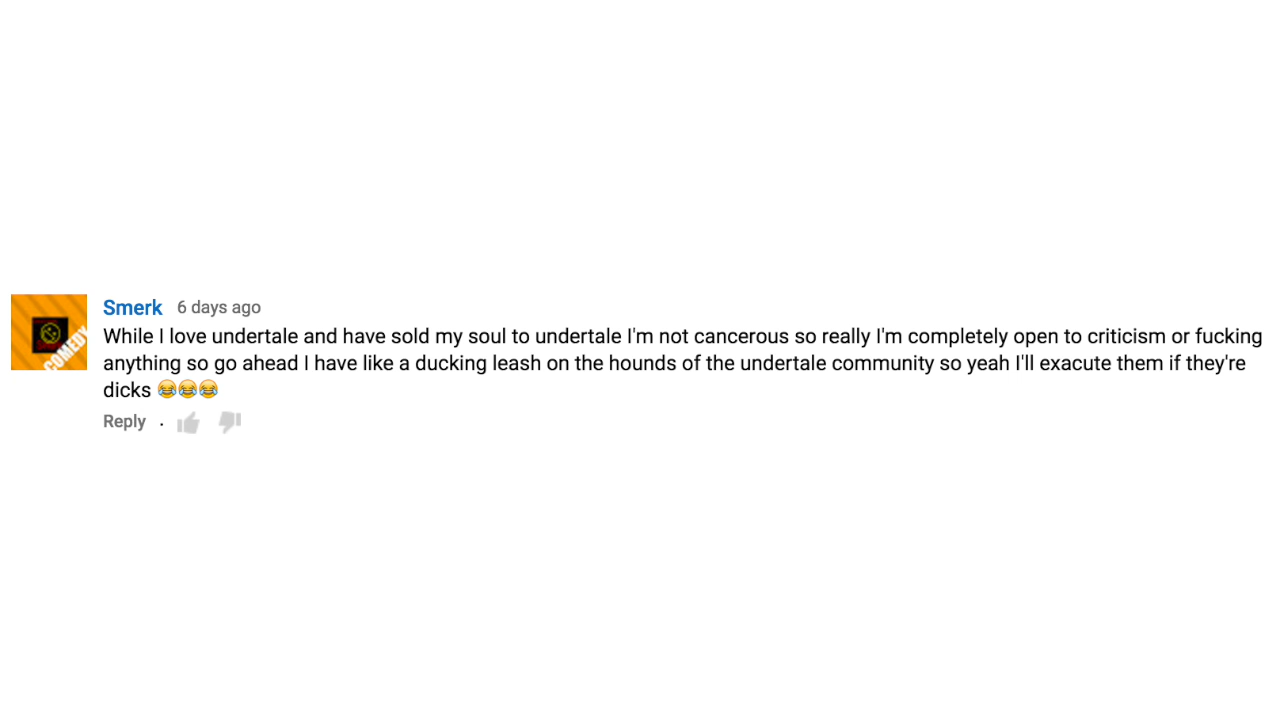 Smerk 6 days ago
While I love undertale and have sold my soul to undertale I'm not cancerous so really I'm completely open to criticism or fucking
anything so go ahead I have like a ducking leash on the hounds of the undertale community so yeah I'll exacute them if they're
dicks 😂😂😂
Reply .
COMEDY